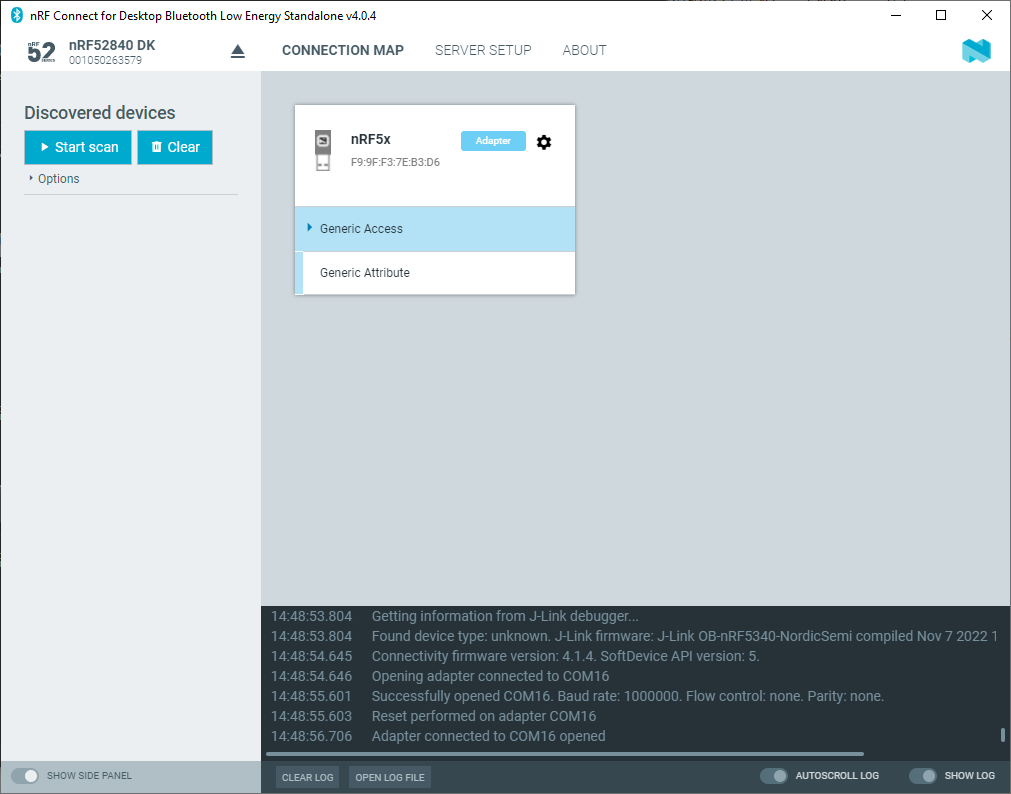 nRF Connect for Desktop Bluetooth Low Energy Standalone v4.0.4
nRF
52
SERIES
nRF52840 DK
001050263579
CONNECTION MAP
SERVER SETUP
ABOUT
Discovered devices
Start scan
Clear
Options
nRF5x
Adapter
F9:9F:F3:7E:B3:D6
Generic Access
Generic Attribute
14:48:53.804 Getting information from J-Link debugger...
14:48:53.804 Found device type: unknown. J-Link firmware: J-Link OB-nRF5340-NordicSemi compiled Nov 7 2022 1
14:48:54.645 Connectivity firmware version: 4.1.4. SoftDevice API version: 5.
14:48:54.646 Opening adapter connected to COM16
14:48:55.601 Successfully opened COM16. Baud rate: 1000000. Flow control: none. Parity: none.
14:48:55.603 Reset performed on adapter COM16
14:48:56.706 Adapter connected to COM16 opened
SHOW SIDE PANEL
CLEAR LOG
OPEN LOG FILE
AUTOSCROLL LOG
SHOW LOG